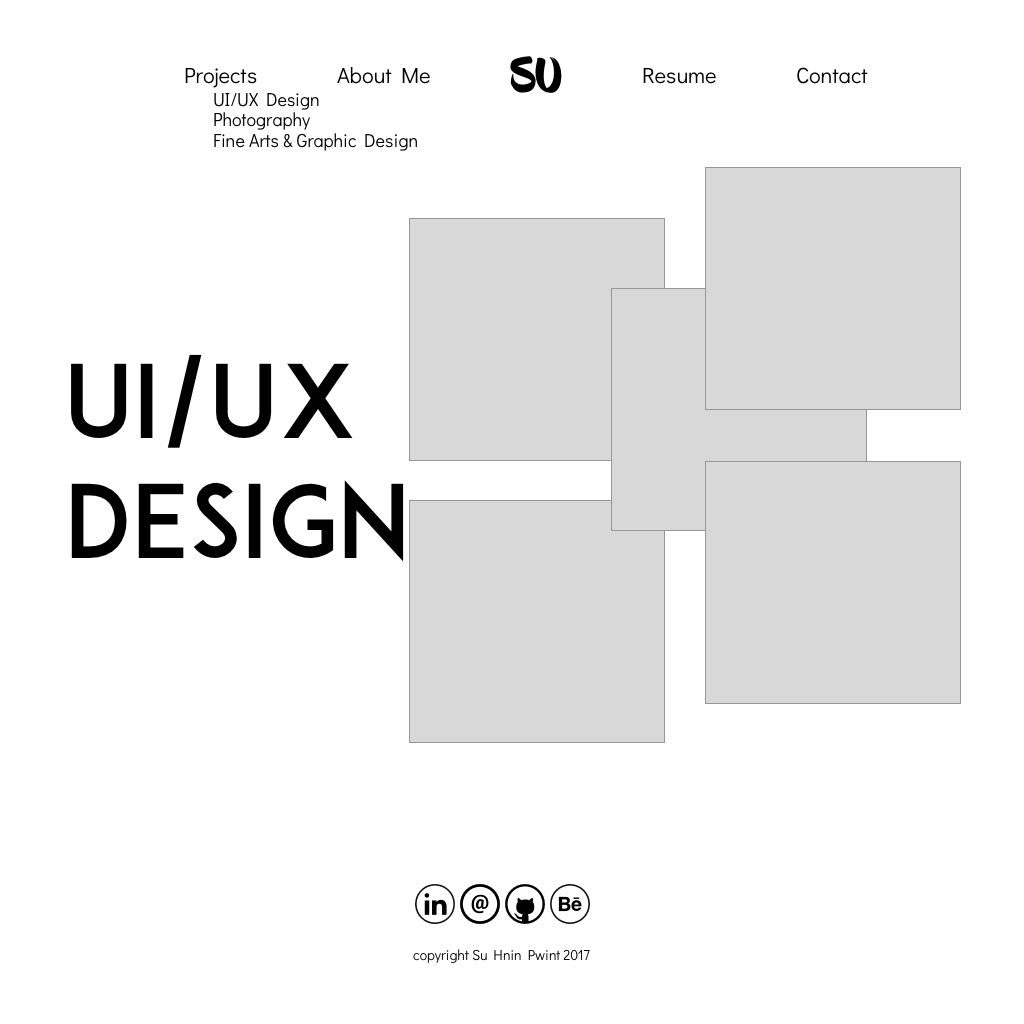 Projects About Me SU Resume Contact
UI/UX Design
Photography
Fine Arts & Graphic Design
UI/UX
DESIGN
in @ Bē
copyright Su Hnin Pwint 2017